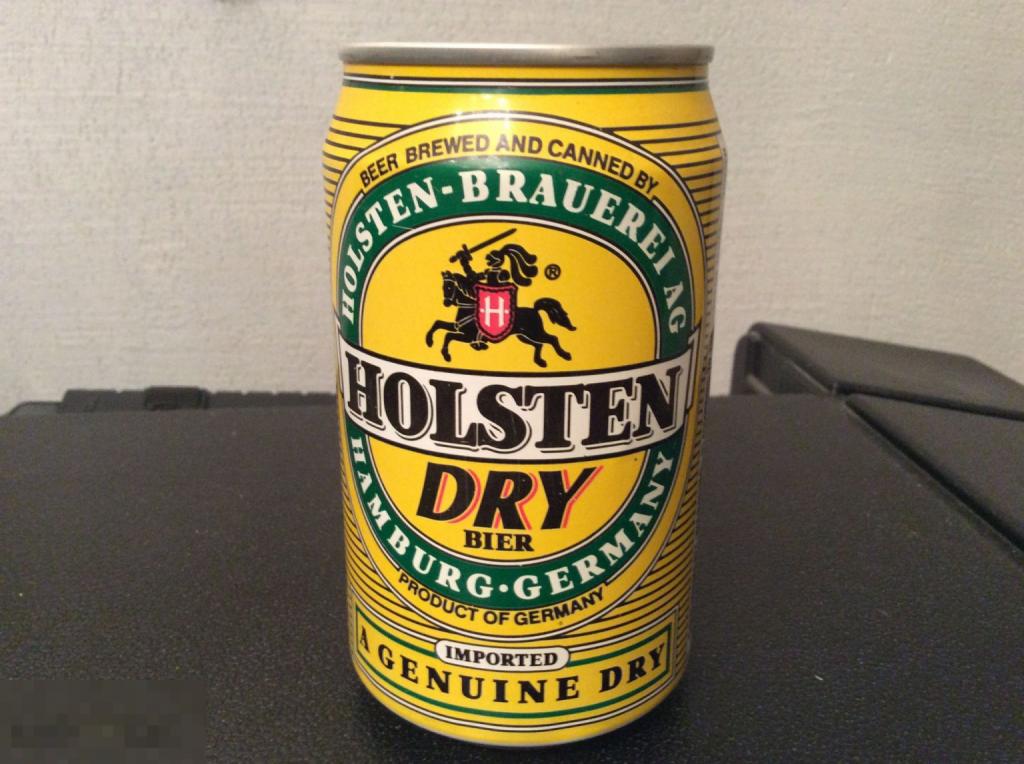 BEER BREWED AND CANNED BY
HOLSTEN-BRAUEREI AG
®
H
HOLSTEN
DRY
BIER
HAMBURG·GERMANY
PRODUCT OF GERMANY
IMPORTED
A GENUINE DRY